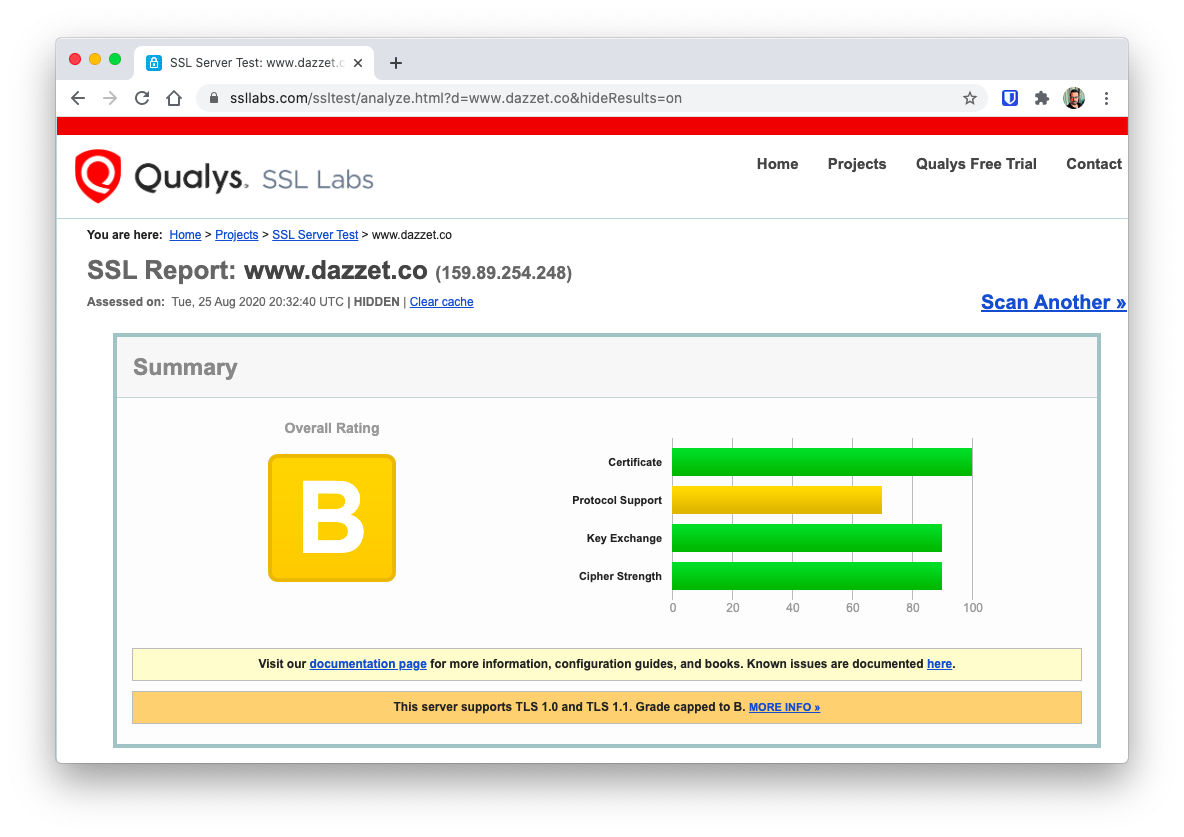 SSL Server Test: www.dazzet.c
ssllabs.com/ssltest/analyze.html?d=www.dazzet.co&hideResults=on
Qualys. SSL Labs
Home Projects Qualys Free Trial Contact
You are here: Home > Projects > SSL Server Test > www.dazzet.co
SSL Report: www.dazzet.co (159.89.254.248)
Assessed on: Tue, 25 Aug 2020 20:32:40 UTC | HIDDEN | Clear cache
Scan Another »
Summary
Overall Rating
B
Certificate
Protocol Support
Key Exchange
Cipher Strength
0 20 40 60 80 100
Visit our documentation page for more information, configuration guides, and books. Known issues are documented here.
This server supports TLS 1.0 and TLS 1.1. Grade capped to B. MORE INFO »